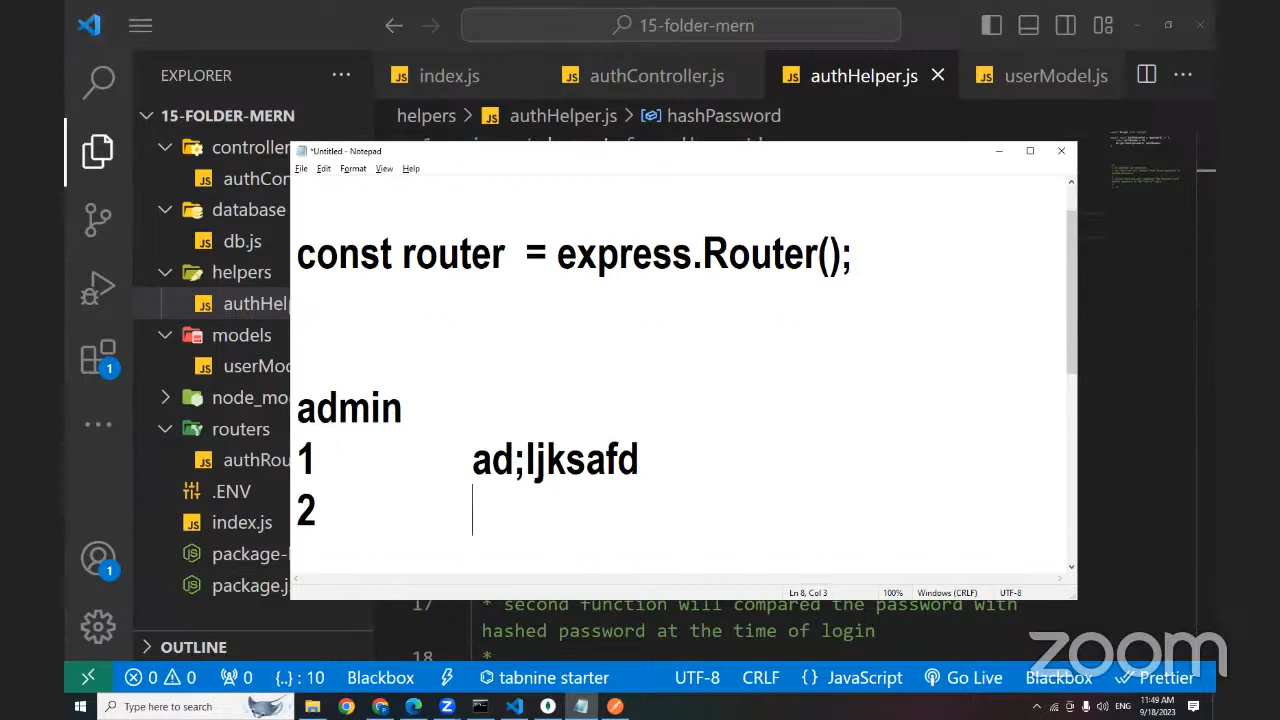 15-folder-mern
EXPLORER
index.js
authController.js
authHelper.js
userModel.js
15-FOLDER-MERN
helpers > authHelper.js > hashPassword
controller
authCon
database
db.js
helpers
authHelp
models
userMod
node_mo
routers
authRou
.ENV
index.js
package-
package.js
OUTLINE
*Untitled - Notepad
File Edit Format View Help
const router = express.Router();
admin
1 ad;ljksafd
2
Ln 8, Col 3 100% Windows (CRLF) UTF-8
17 * second function will compared the password with
hashed password at the time of login
18 *
zoom
0 0 0 {..} : 10 Blackbox tabnine starter UTF-8 CRLF {} JavaScript Go Live Blackbox Prettier
Type here to search
11:49 AM
9/18/2023